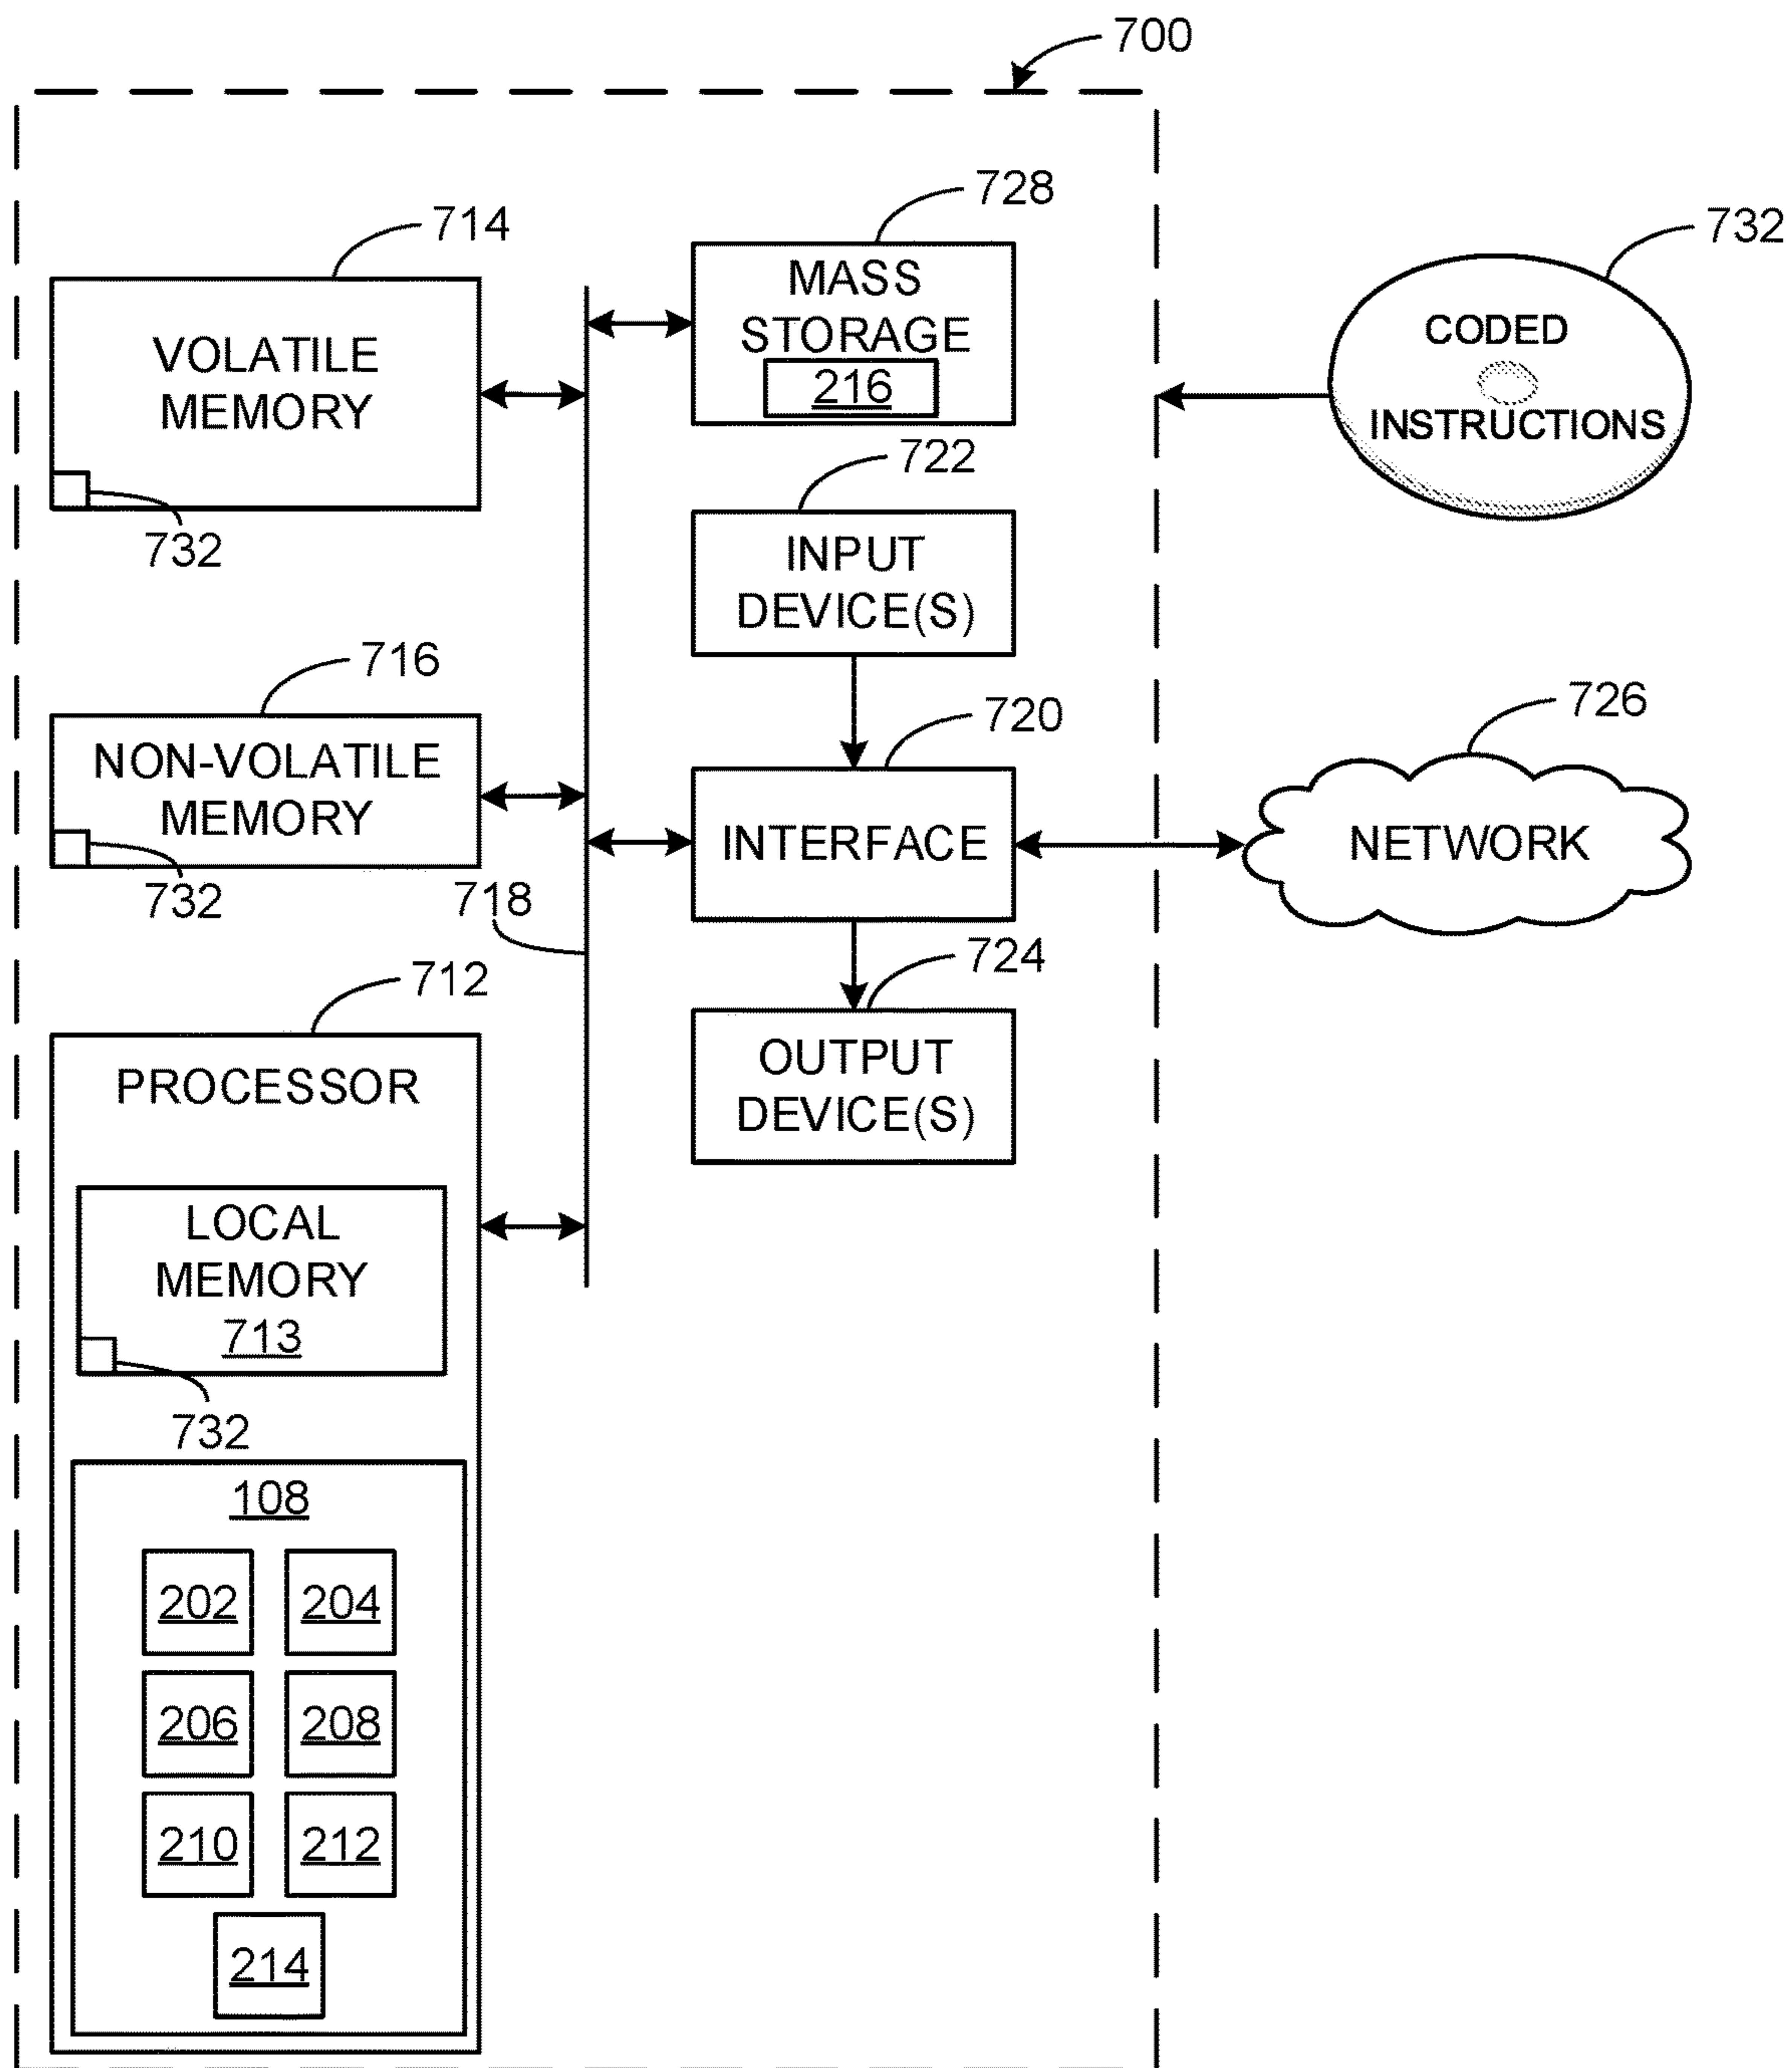 700
728
714
MASS
STORAGE
216
VOLATILE
MEMORY
732
732
CODED
INSTRUCTIONS
722
INPUT
DEVICE(S)
716
NON-VOLATILE
MEMORY
732
718
720
INTERFACE
726
NETWORK
724
OUTPUT
DEVICE(S)
712
PROCESSOR
LOCAL
MEMORY
713
732
108
202 204
206 208
210 212
214